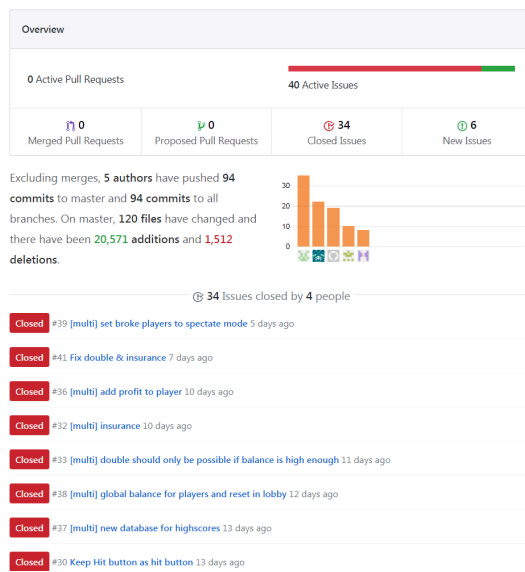 Overview
0 Active Pull Requests
40 Active Issues
0
Merged Pull Requests
0
Proposed Pull Requests
34
Closed Issues
6
New Issues
Excluding merges, 5 authors have pushed 94
commits to master and 94 commits to all
branches. On master, 120 files have changed and
there have been 20,571 additions and 1,512
deletions.
30
20
10
0
34 Issues closed by 4 people
Closed #39 [multi] set broke players to spectate mode 5 days ago
Closed #41 Fix double & insurance 7 days ago
Closed #36 [multi] add profit to player 10 days ago
Closed #32 [multi] insurance 10 days ago
Closed #33 [multi] double should only be possible if balance is high enough 11 days ago
Closed #38 [multi] global balance for players and reset in lobby 12 days ago
Closed #37 [multi] new database for highscores 13 days ago
Closed #30 Keep Hit button as hit button 13 days ago